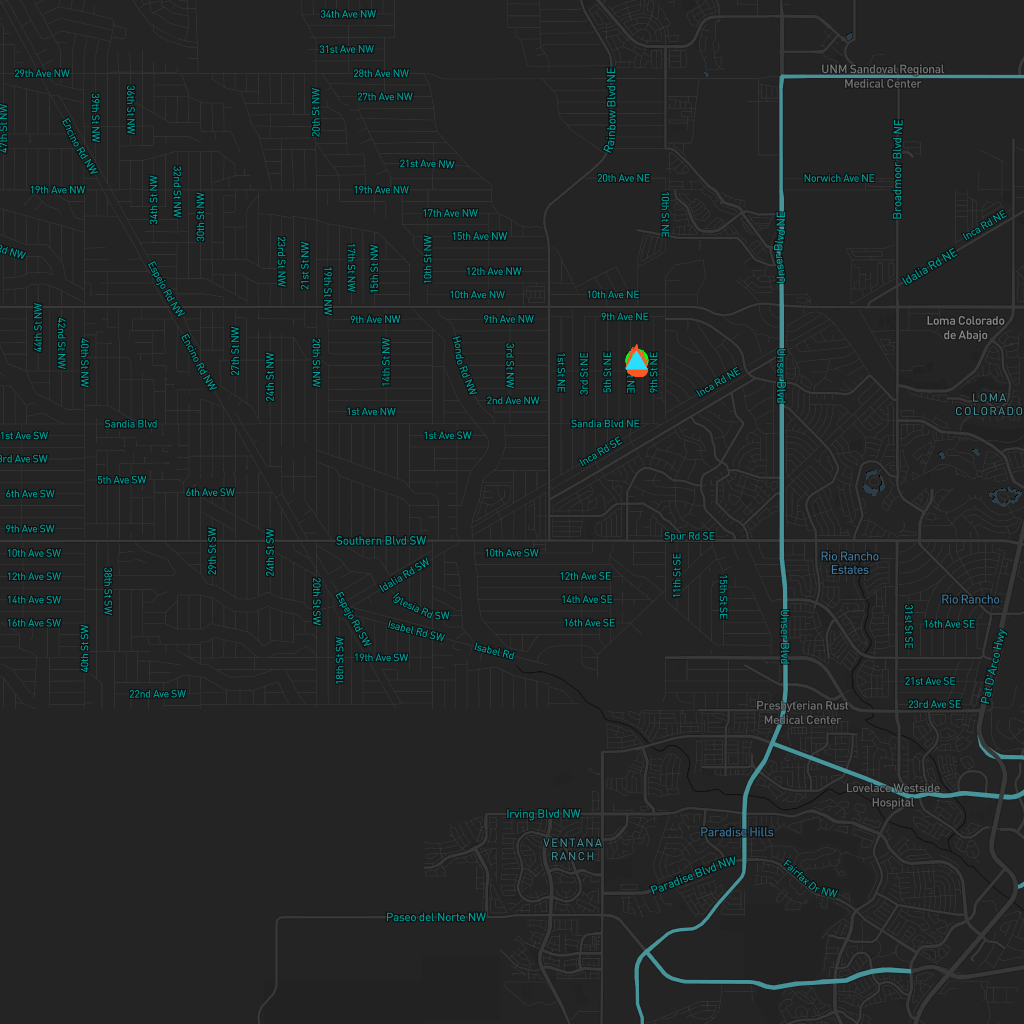 34th Ave NW
31st Ave NW
29th Ave NW
28th Ave NW
UNM Sandoval Regional
Medical Center
27th Ave NW
39th St NW
36th St NW
20th St NW
Rainbow Blvd NE
47th St NW
Encino Rd NW
Broadmoor Blvd NE
21st Ave NW
20th Ave NE
Norwich Ave NE
19th Ave NW
19th Ave NW
34th St NW
32nd St NW
30th St NW
10th St NE
17th Ave NW
Inca Rd NE
15th Ave NW
Rd NW
23rd St NW
21st St NW
19th St NW
17th St NW
15th St NW
10th St NW
Unser Blvd NE
12th Ave NW
Idalia Rd NE
Espejo Rd NW
10th Ave NW
10th Ave NE
9th Ave NW
9th Ave NW
9th Ave NE
Loma Colorado
de Abajo
44th St NW
42nd St NW
40th St NW
Encino Rd NW
27th St NW
24th St NW
20th St NW
14th St NW
Hondo Rd NW
3rd St NW
1st St NE
3rd St NE
5th St NE
9th St NE
Inca Rd NE
Unser Blvd
2nd Ave NW
LOMA
COLORADO
1st Ave NW
Sandia Blvd
Sandia Blvd NE
1st Ave SW
1st Ave SW
Inca Rd SE
3rd Ave SW
5th Ave SW
6th Ave SW
6th Ave SW
9th Ave SW
29th St SW
24th St SW
Southern Blvd SW
Spur Rd SE
10th Ave SW
10th Ave SW
Rio Rancho
Estates
12th Ave SW
38th St SW
20th St SW
Idalia Rd SW
12th Ave SE
11th St SE
15th St SE
14th Ave SW
Espejo Rd SW
Iglesia Rd SW
14th Ave SE
Rio Rancho
16th Ave SW
Isabel Rd SW
16th Ave SE
Unser Blvd
31st St SE
16th Ave SE
40th St SW
18th St SW
19th Ave SW
Isabel Rd
Pat D'Arco Hwy
21st Ave SE
22nd Ave SW
23rd Ave SE
Presbyterian Rust
Medical Center
Lovelace Westside
Hospital
Irving Blvd NW
Paradise Hills
VENTANA
RANCH
Paradise Blvd NW
Fairfax Dr NW
Paseo del Norte NW